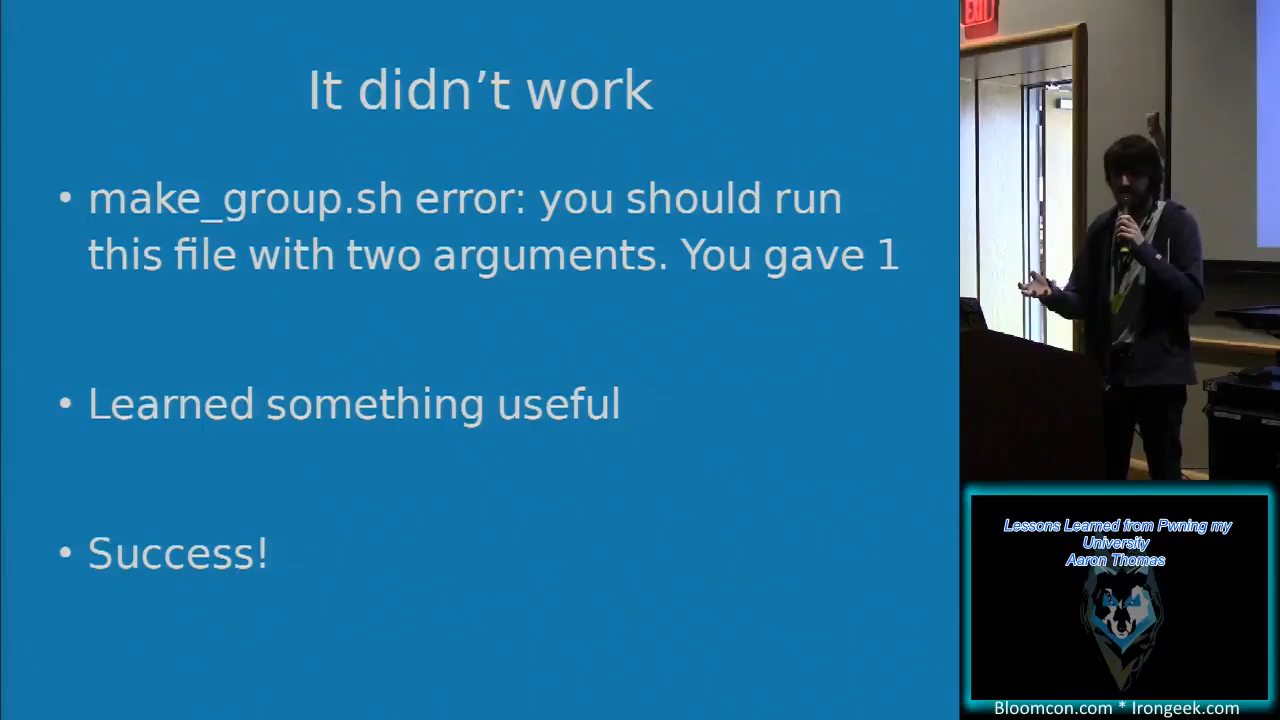 It didn't work
• make_group.sh error: you should run
this file with two arguments. You gave 1
• Learned something useful
• Success!
EXIT
Lessons Learned from Pwning my
University
Aaron Thomas
Bloomcon.com * Irongeek.com